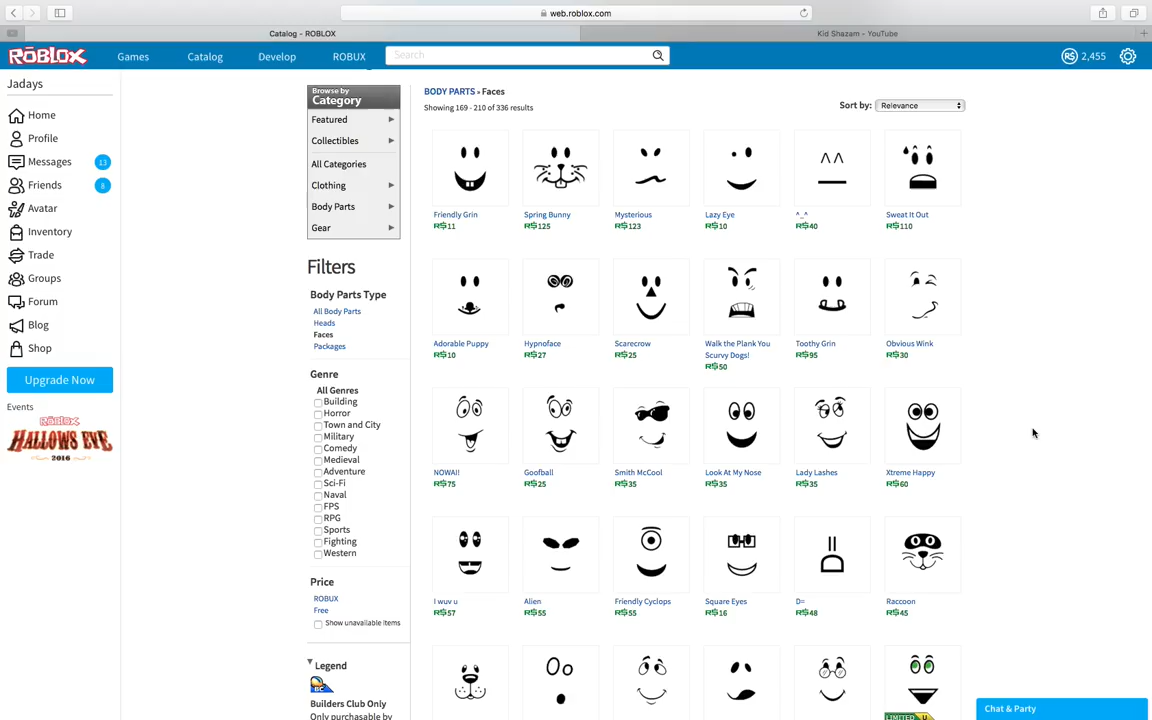 web.roblox.com
Catalog - ROBLOX
Kid Shazam - YouTube
ROBLOX
Games
Catalog
Develop
ROBUX
Search
R$ 2,455
Jadays
Home
Profile
Messages 13
Friends 8
Avatar
Inventory
Trade
Groups
Forum
Blog
Shop
Upgrade Now
Events
ROBLOX
HALLOWS EVE
2016
Browse by
Category
Featured
Collectibles
All Categories
Clothing
Body Parts
Gear
Filters
Body Parts Type
All Body Parts
Heads
Faces
Packages
Genre
All Genres
Building
Horror
Town and City
Military
Comedy
Medieval
Adventure
Sci-Fi
Naval
FPS
RPG
Sports
Fighting
Western
Price
ROBUX
Free
Show unavailable items
Legend
BC
Builders Club Only
Only purchasable by
BODY PARTS » Faces
Showing 169 - 210 of 336 results
Sort by: Relevance
Friendly Grin
R$11
Spring Bunny
R$125
Mysterious
R$123
Lazy Eye
R$10
^_^
R$40
Sweat It Out
R$110
Adorable Puppy
R$10
Hypnoface
R$27
Scarecrow
R$25
Walk the Plank You
Scurvy Dogs!
R$50
Toothy Grin
R$95
Obvious Wink
R$30
NOWAI!
R$75
Goofball
R$25
Smith McCool
R$35
Look At My Nose
R$35
Lady Lashes
R$35
Xtreme Happy
R$60
I wuv u
R$57
Alien
R$55
Friendly Cyclops
R$55
Square Eyes
R$16
D=
R$48
Raccoon
R$45
LIMITED U
Chat & Party